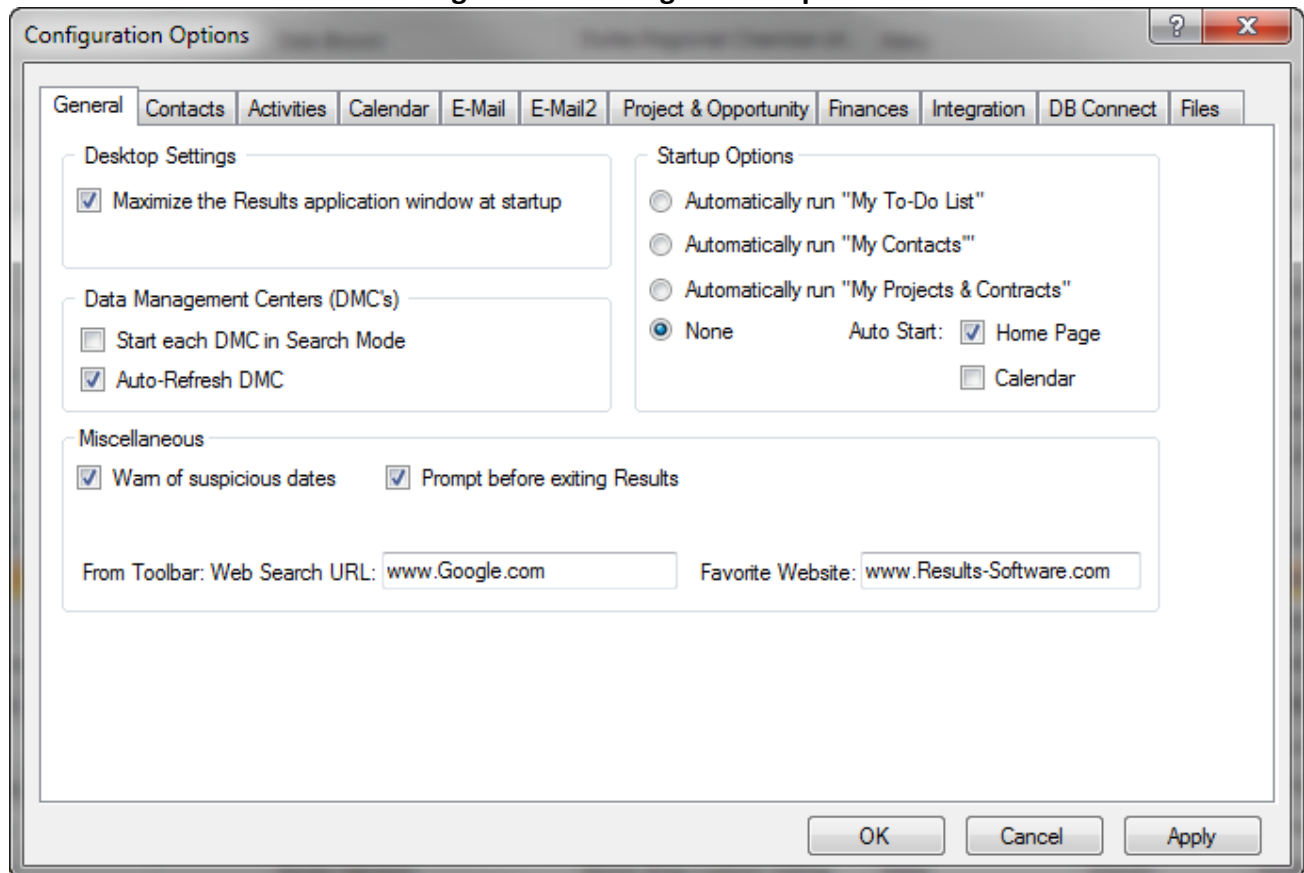 Configuration Options
General Contacts Activities Calendar E-Mail E-Mail2 Project & Opportunity Finances Integration DB Connect Files
Desktop Settings
Maximize the Results application window at startup
Data Management Centers (DMC's)
Start each DMC in Search Mode
Auto-Refresh DMC
Startup Options
Automatically run "My To-Do List"
Automatically run "My Contacts'"
Automatically run "My Projects & Contracts"
None Auto Start: Home Page
Calendar
Miscellaneous
Warn of suspicious dates Prompt before exiting Results
From Toolbar: Web Search URL: www.Google.com Favorite Website: www.Results-Software.com
OK Cancel Apply